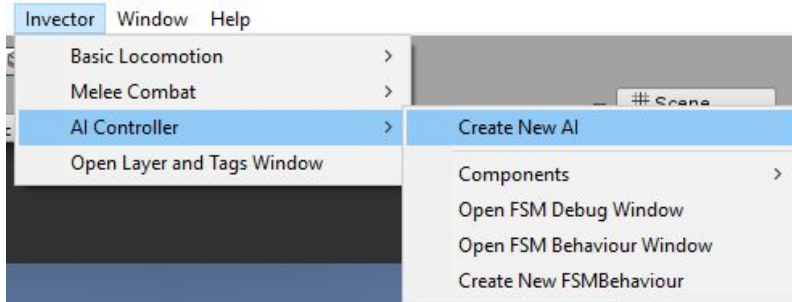 Invector Window Help
Basic Locomotion
Melee Combat
AI Controller
Open Layer and Tags Window
Scene
Create New AI
Components
Open FSM Debug Window
Open FSM Behaviour Window
Create New FSMBehaviour